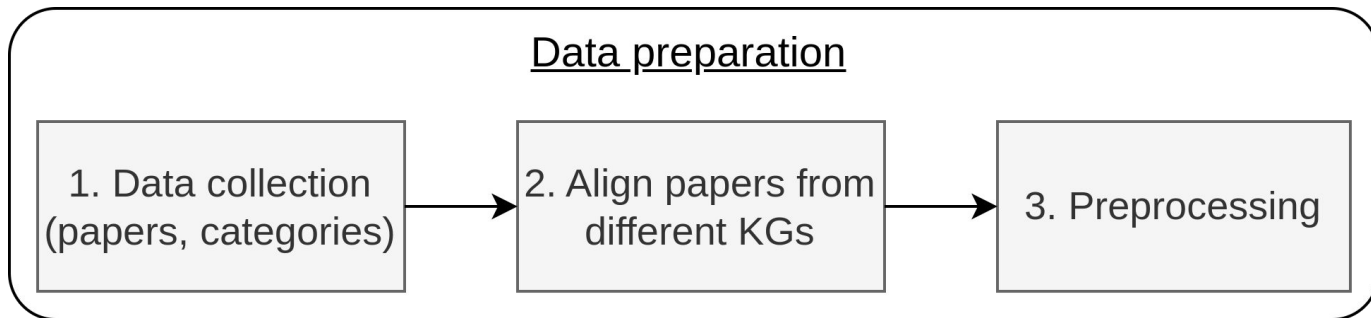 Data preparation
1. Data collection
(papers, categories)
2. Align papers from
different KGs
3. Preprocessing